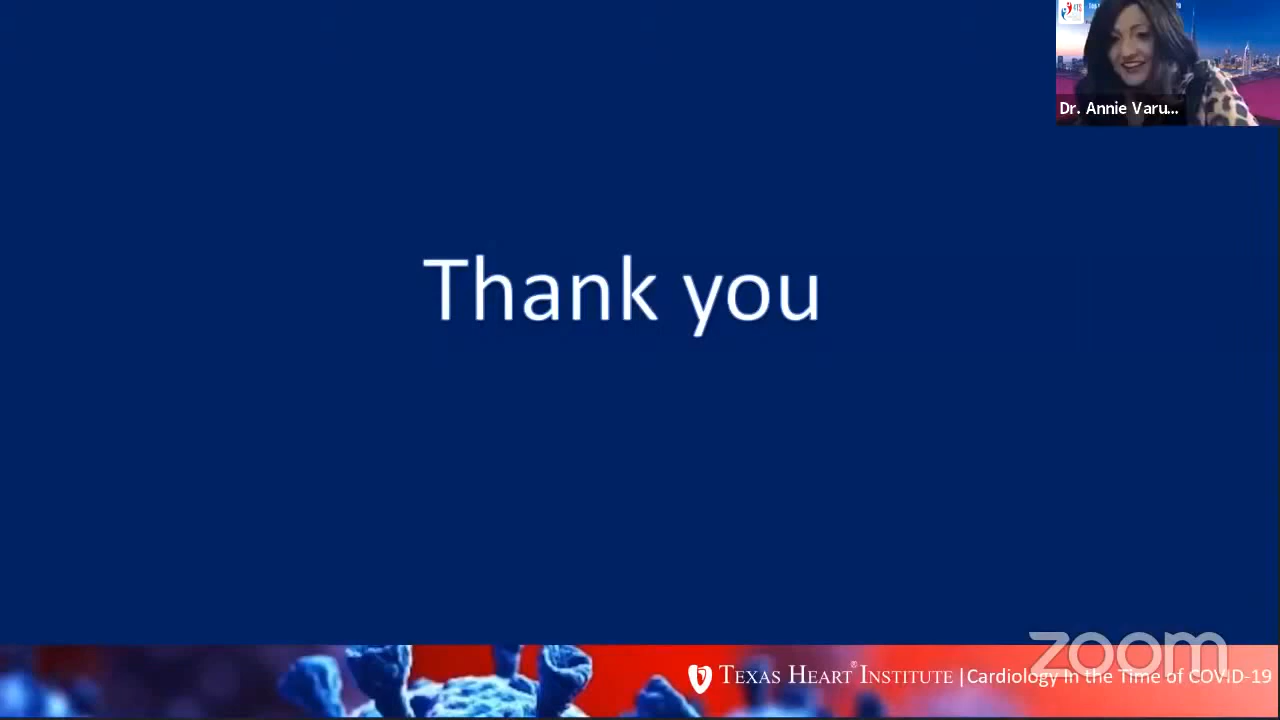 Dr. Annie Varu...
Thank you
zoom
TEXAS HEART® INSTITUTE | Cardiology in the Time of COVID-19